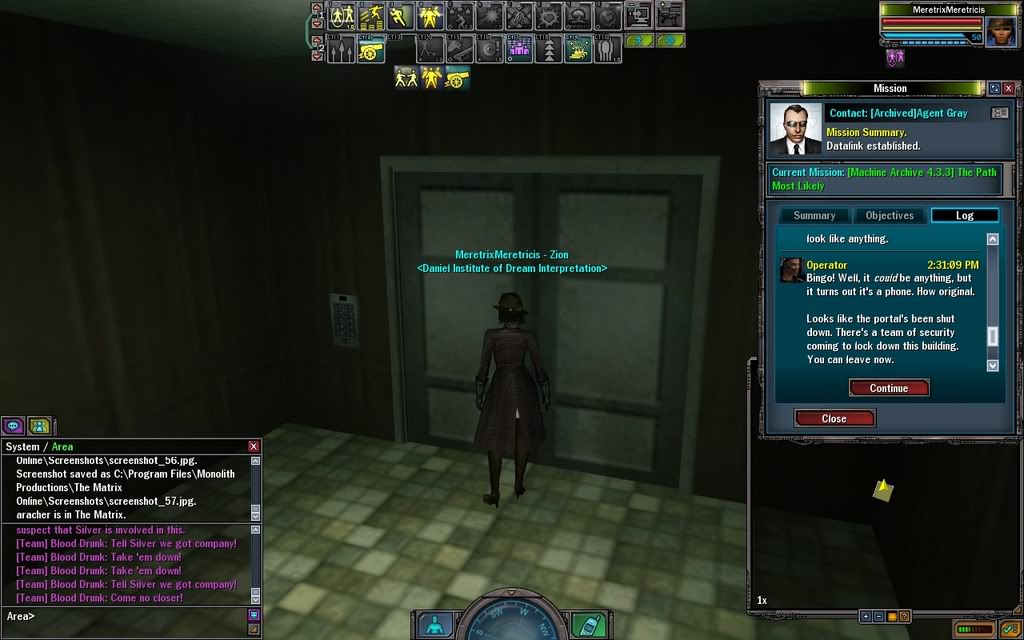 MeretrixMeretricis
50
Mission
Contact: [Archived]Agent Gray
Mission Summary.
Datalink established.
Current Mission: [Machine Archive 4.3.3] The Path
Most Likely
Summary Objectives Log
look like anything.
Operator 2:31:09 PM
Bingo! Well, it could be anything, but
it turns out it's a phone. How original.
Looks like the portal's been shut
down. There's a team of security
coming to lock down this building.
You can leave now.
Continue
Close
MeretrixMeretricis - Zion
<Daniel Institute of Dream Interpretation>
System / Area
Online\Screenshots\screenshot_56.jpg.
Screenshot saved as C:\Program Files\Monolith
Productions\The Matrix
Online\Screenshots\screenshot_57.jpg.
aracher is in The Matrix.
suspect that Silver is involved in this.
[Team] Blood Drunk: Tell Silver we got company!
[Team] Blood Drunk: Take 'em down!
[Team] Blood Drunk: Take 'em down!
[Team] Blood Drunk: Tell Silver we got company!
[Team] Blood Drunk: Come no closer!
Area>
1x
S SW W NW